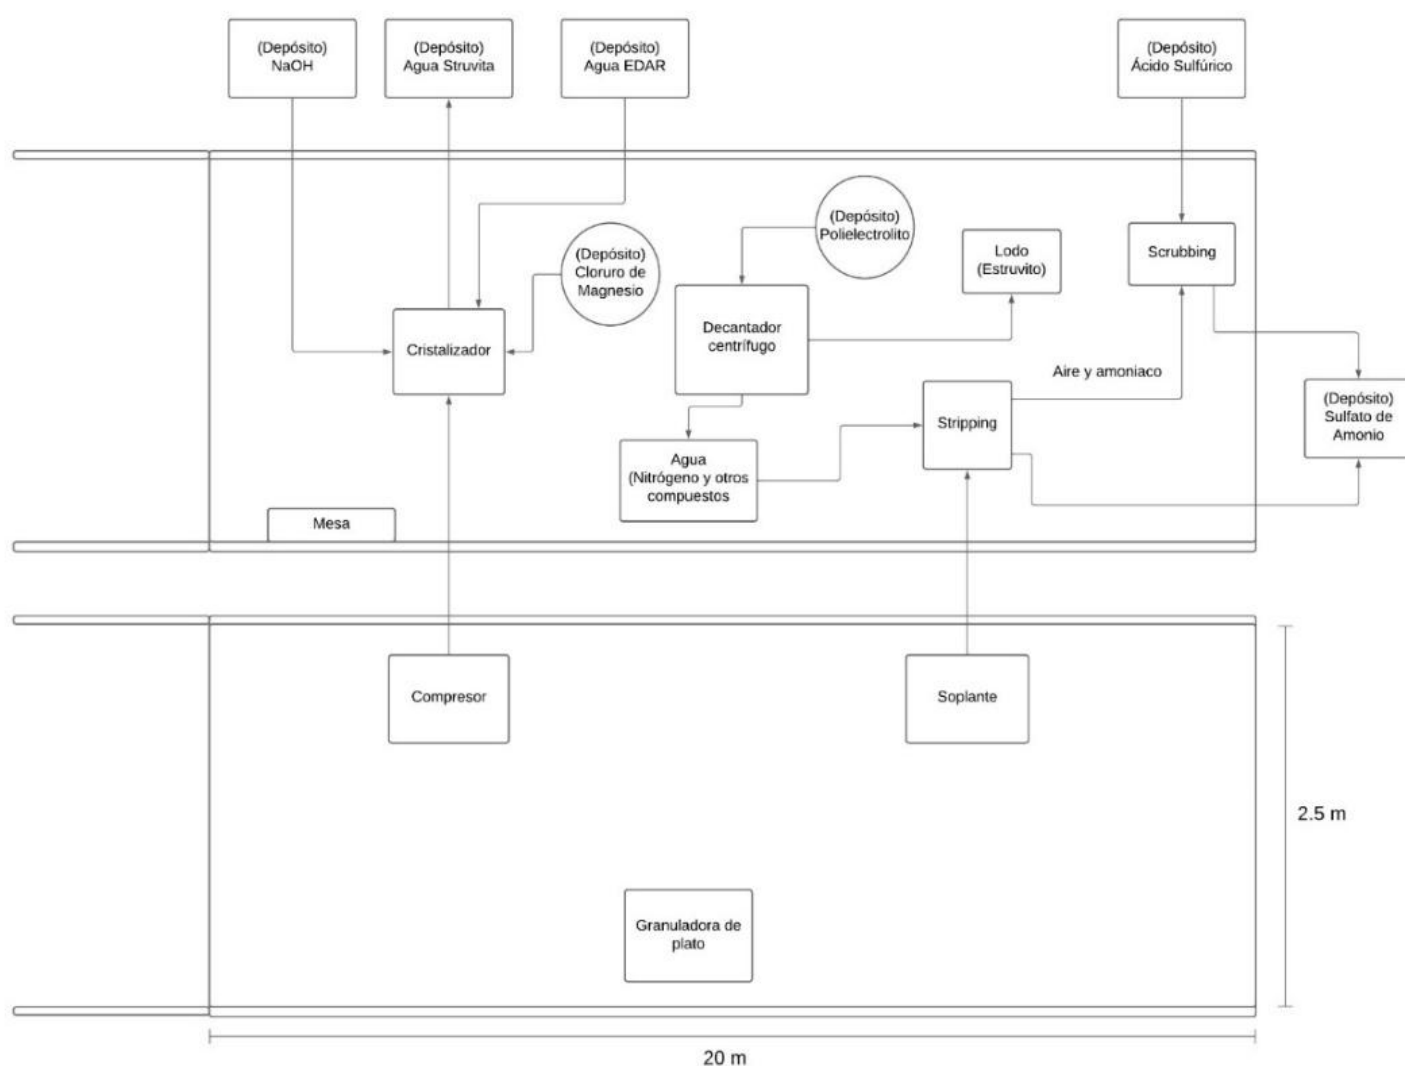 (Depósito)
NaOH
(Depósito)
Agua Struvita
(Depósito)
Agua EDAR
(Depósito)
Ácido Sulfúrico
(Depósito)
Polielectrolito
(Depósito)
Cloruro de
Magnesio
Lodo
(Estruvito)
Scrubbing
Cristalizador
Decantador
centrífugo
Aire y amoniaco
(Depósito)
Sulfato de
Amonio
Stripping
Agua
(Nitrógeno y otros
compuestos
Mesa
Compresor
Soplante
2.5 m
Granuladora de
plato
20 m